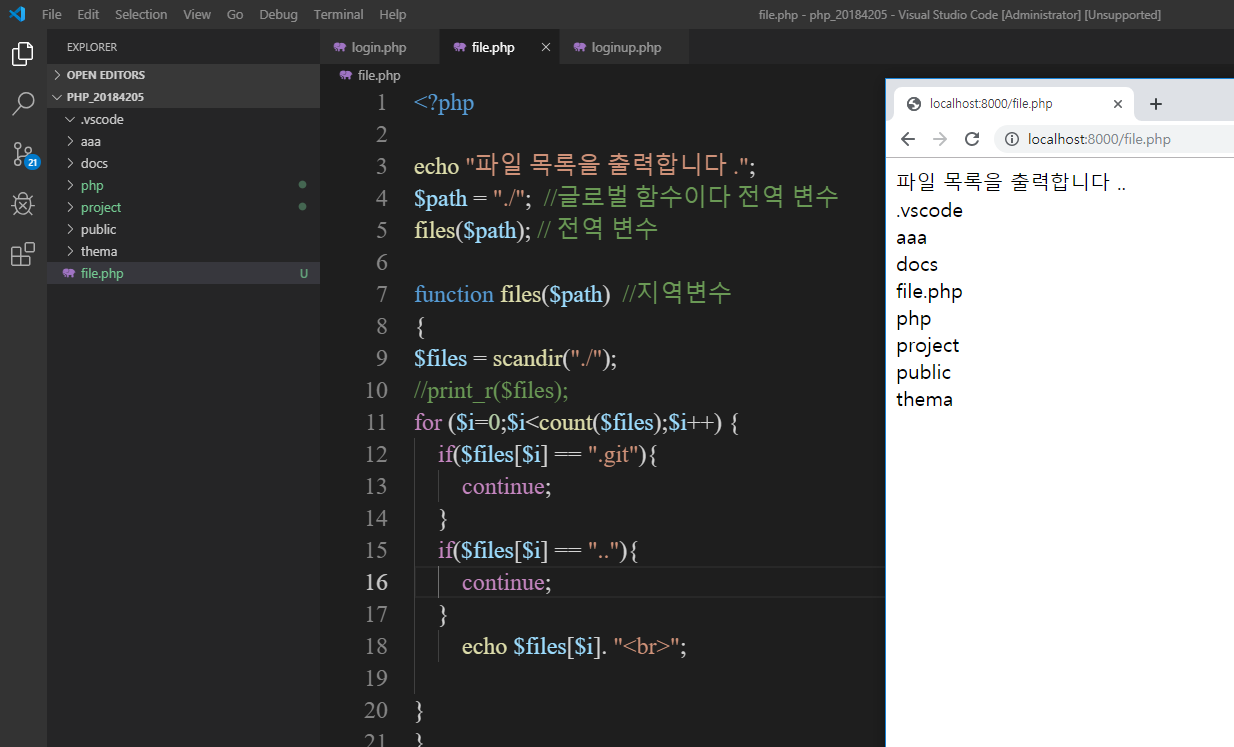 File Edit Selection View Go Debug Terminal Help
file.php - php_20184205 - Visual Studio Code [Administrator] [Unsupported]
EXPLORER
OPEN EDITORS
PHP_20184205
.vscode
aaa
docs
php
project
public
thema
file.php U
21
login.php file.php loginup.php
file.php
1 <?php
2
3 echo "파일 목록을 출력합니다 .";
4 $path = "./"; //글로벌 함수이다 전역 변수
5 files($path); // 전역 변수
6
7 function files($path) //지역변수
8 {
9 $files = scandir("./");
10 //print_r($files);
11 for ($i=0;$i<count($files);$i++) {
12 if($files[$i] == ".git"){
13 continue;
14 }
15 if($files[$i] == ".."){
16 continue;
17 }
18 echo $files[$i]. "<br>";
19
20 }
21 }
localhost:8000/file.php
localhost:8000/file.php
파일 목록을 출력합니다 ..
.vscode
aaa
docs
file.php
php
project
public
thema